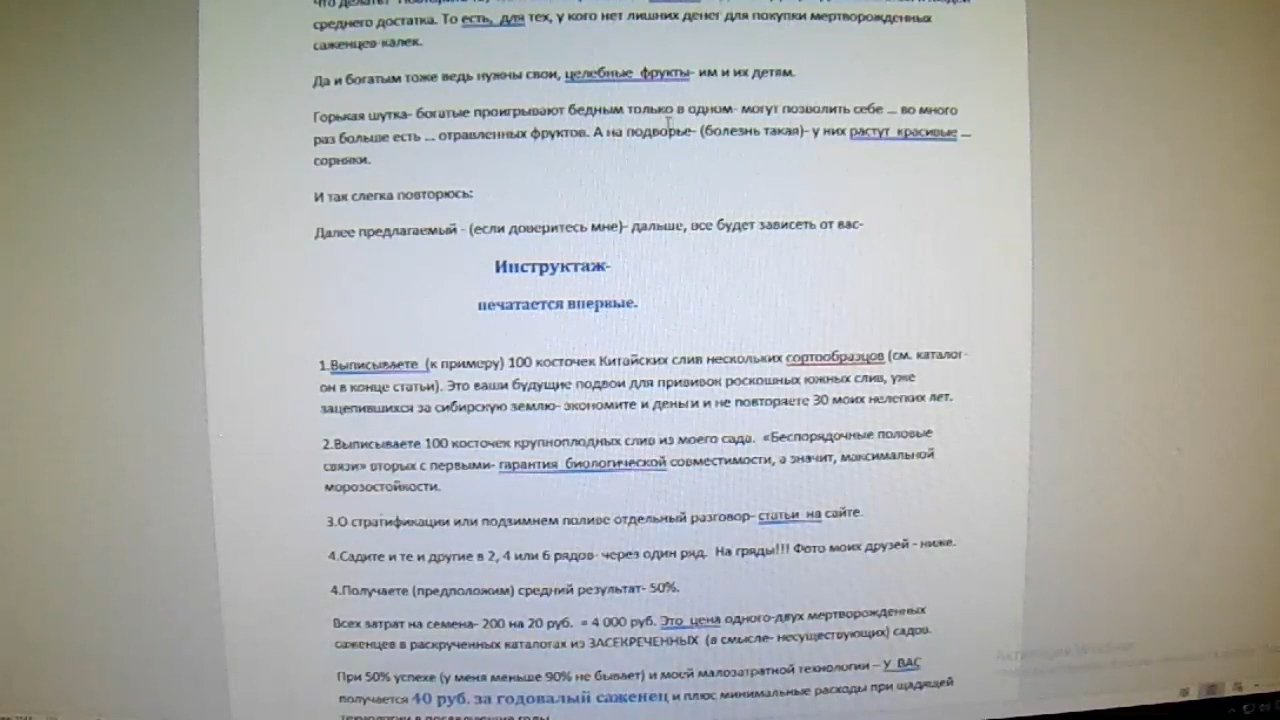 среднего достатка. То есть, для тех, у кого нет лишних денег для покупки мертворожденных
саженцев-калек.
Да и богатым тоже ведь нужны свои, целебные фрукты- им и их детям.
Горькая шутка- богатые проигрывают бедным только в одном- могут позволить себе ... во много
раз больше есть ... отравленных фруктов. А на подворье- (болезнь такая)- у них растут красивые ...
сорняки.
И так слегка повторюсь:
Далее предлагаемый - (если доверитесь мне)- дальше, все будет зависеть от вас-
Инструктаж-
печатается впервые.
1.Выписываете (к примеру) 100 косточек Китайских слив нескольких сортообразцов (см. каталог-
он в конце статьи). Это ваши будущие подвои для прививок роскошных южных слив, уже
зацепившихся за сибирскую землю- экономите и деньги и не повторяете 30 моих нелегких лет.
2.Выписываете 100 косточек крупноплодных слив из моего сада. «Беспорядочные половые
связи» вторых с первыми- гарантия биологической совместимости, а значит, максимальной
морозостойкости.
3.О стратификации или подзимнем поливе отдельный разговор- статьи на сайте.
4.Садите и те и другие в 2, 4 или 6 рядов- через один ряд. На гряды!!! Фото моих друзей - ниже.
4.Получаете (предположим) средний результат- 50%.
Всех затрат на семена- 200 на 20 руб. = 4 000 руб. Это цена одного-двух мертворожденных
саженцев в раскрученных каталогах из ЗАСЕКРЕЧЕННЫХ (в смысле- несуществующих) садов.
При 50% успехе (у меня меньше 90% не бывает) и моей малозатратной технологии – У ВАС
получается 40 руб. за годовалый саженец и плюс минимальные расходы при щадящей
Активация Windows